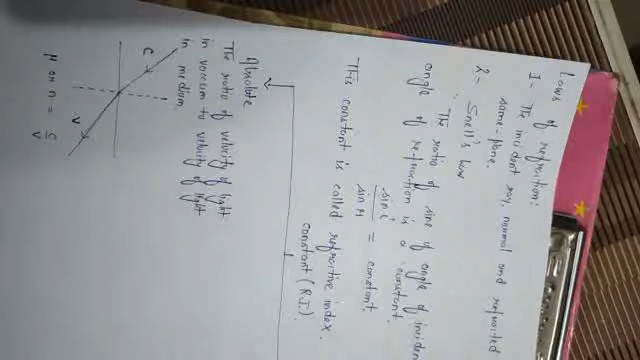 Laws of refraction:
1- The incident ray, normal and refracted
same-plane.
2- Snell's law
The ratio of sine of angle of inciden
angle of refraction is a constant.
sin i
sin r
= constant.
This constant is called refractive index.
constant (R.I).
Absolute
The ratio of velocity of light
in vaccum to velocity of light
in medium.
C
V
μ or n = c
v